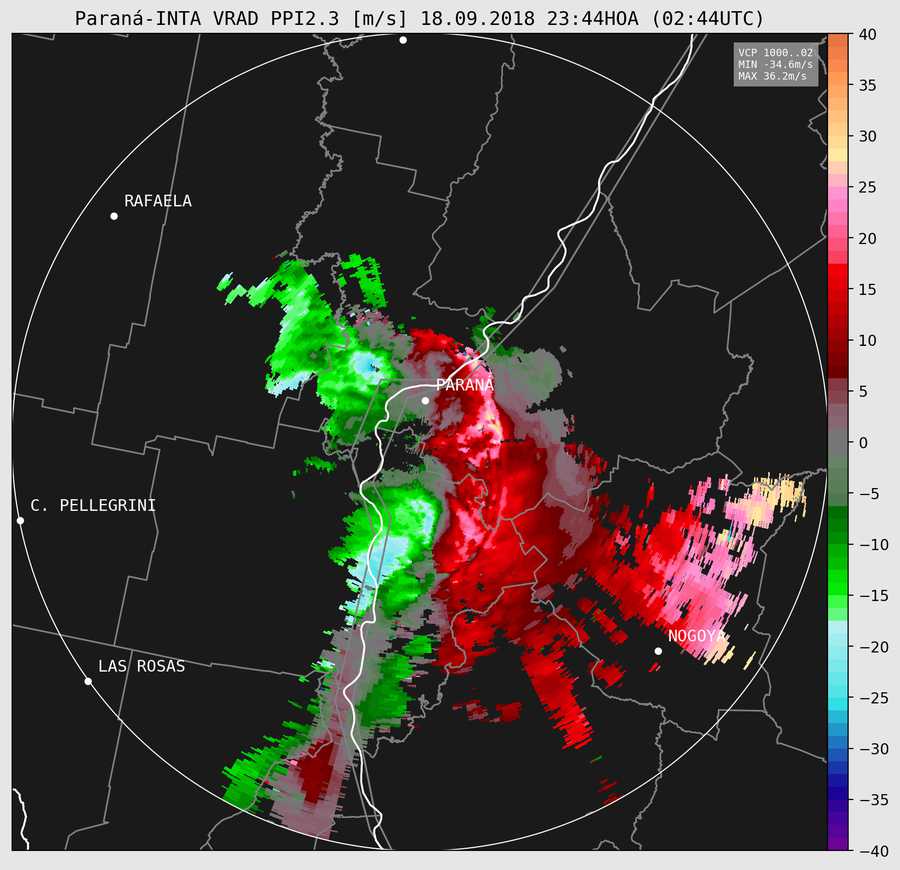 Paraná-INTA VRAD PPI2.3 [m/s] 18.09.2018 23:44HOA (02:44UTC)
VCP 1000..02
MIN -34.6m/s
MAX 36.2m/s
RAFAELA
PARANÁ
C. PELLEGRINI
NOGOYÁ
LAS ROSAS
40
35
30
25
20
15
10
5
0
−5
−10
−15
−20
−25
−30
−35
−40